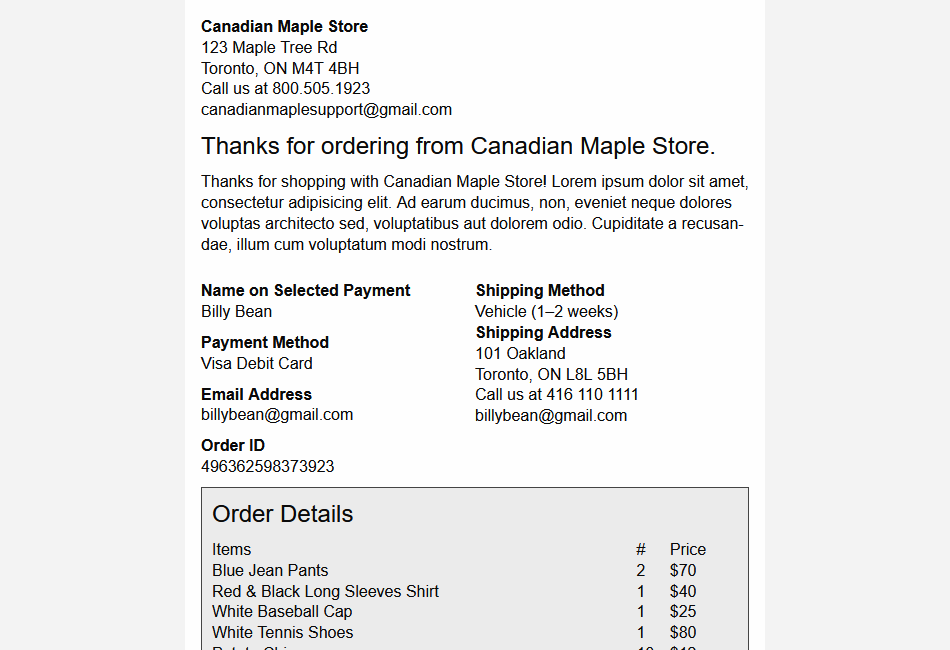 Canadian Maple Store
123 Maple Tree Rd
Toronto, ON M4T 4BH
Call us at 800.505.1923
canadianmaplesupport@gmail.com
Thanks for ordering from Canadian Maple Store.
Thanks for shopping with Canadian Maple Store! Lorem ipsum dolor sit amet,
consectetur adipisicing elit. Ad earum ducimus, non, eveniet neque dolores
voluptas architecto sed, voluptatibus aut dolorem odio. Cupiditate a recusan-
dae, illum cum voluptatum modi nostrum.
Name on Selected Payment
Billy Bean
Payment Method
Visa Debit Card
Email Address
billybean@gmail.com
Order ID
496362598373923
Shipping Method
Vehicle (1–2 weeks)
Shipping Address
101 Oakland
Toronto, ON L8L 5BH
Call us at 416 110 1111
billybean@gmail.com
Order Details
Items # Price
Blue Jean Pants 2 $70
Red & Black Long Sleeves Shirt 1 $40
White Baseball Cap 1 $25
White Tennis Shoes 1 $80